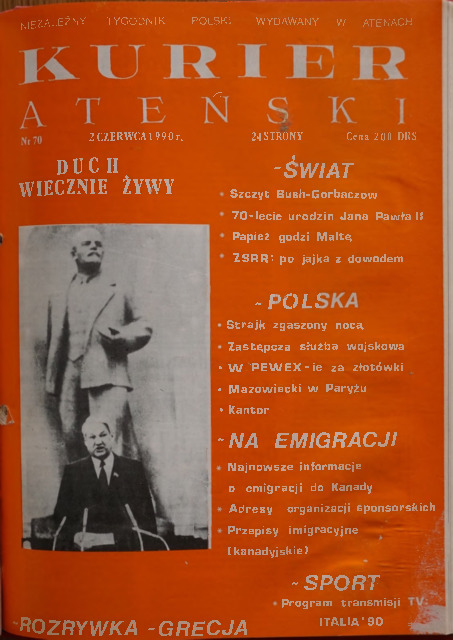 NIEZALEŻNY TYGODNIK POLSKI WYDAWANY W ATENACH
KURIER
ATEŃSKI
Nr 70 2 CZERWCA 1990 r. 24 STRONY Cena 200 DRS
DUCH
WIECZNIE ŻYWY
~ŚWIAT
• Szczyt Bush-Gorbaczow
• 70-lecie urodzin Jana Pawła II
• Papież godzi Maltę
• ZSRR: po jajka z dowodem
~POLSKA
• Strajk zgaszony nocą
• Zastępcza służba wojskowa
• W PEWEX-ie za złotówki
• Mazowiecki w Paryżu
• Kantor
~NA EMIGRACJI
• Najnowsze informacje
o emigracji do Kanady
• Adresy organizacji sponsorskich
• Przepisy imigracyjne
(kanadyjskie)
~SPORT
• Program transmisji TV:
ITALIA '90
~ROZRYWKA -GRECJA